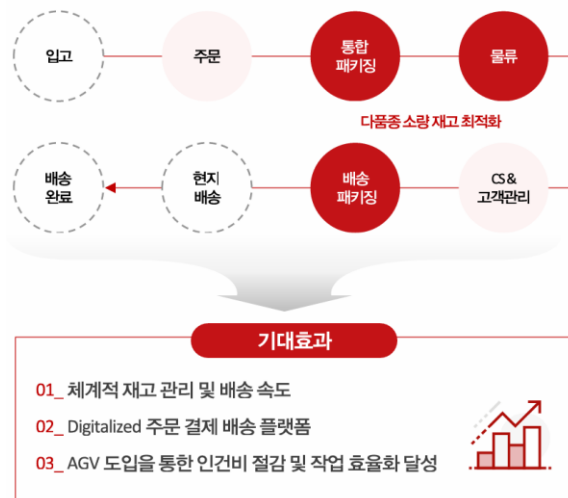 입고
주문
통합
패키징
물류
다품종 소량 재고 최적화
배송
완료
현지
배송
배송
패키징
CS &
고객관리
기대효과
01_ 체계적 재고 관리 및 배송 속도
02_ Digitalized 주문 결제 배송 플랫폼
03_ AGV 도입을 통한 인건비 절감 및 작업 효율화 달성